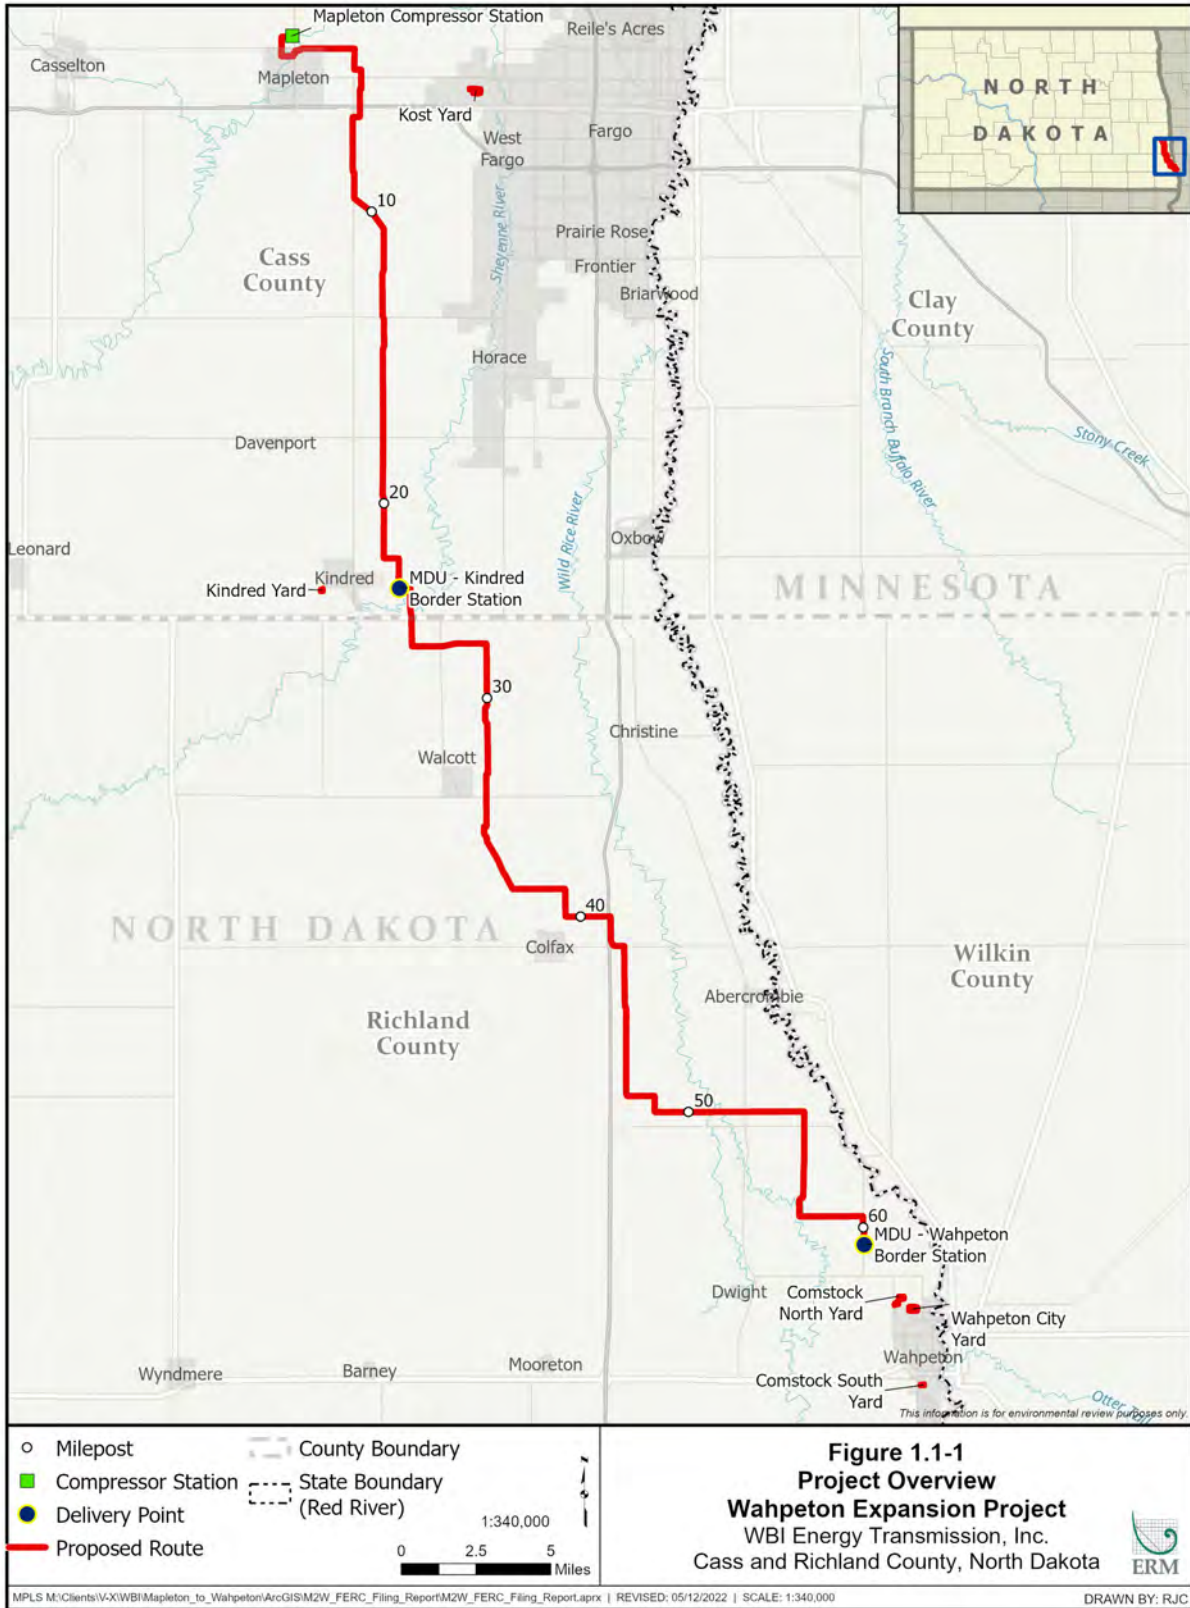 Mapleton Compressor Station
Reile's Acres
Casselton
Mapleton
Kost Yard
West
Fargo
Fargo
NORTH
DAKOTA
10
Sheyenne River
Prairie Rose
Frontier
Briarwood
Cass
County
Clay
County
Horace
South Branch Buffalo River
Stony Creek
Davenport
20
Wild Rice River
Oxbow
Leonard
Kindred
Kindred Yard
MDU - Kindred
Border Station
MINNESOTA
30
Christine
Walcott
40
NORTH DAKOTA
Colfax
Wilkin
County
Abercrombie
Richland
County
50
60
MDU - Wahpeton
Border Station
Dwight
Comstock
North Yard
Wahpeton City
Yard
Wahpeton
Wyndmere
Barney
Mooreton
Comstock South
Yard
Otter Tail
This information is for environmental review purposes only.
Milepost
Compressor Station
Delivery Point
Proposed Route
County Boundary
State Boundary
(Red River)
N
1:340,000
0 2.5 5
Miles
Figure 1.1-1
Project Overview
Wahpeton Expansion Project
WBI Energy Transmission, Inc.
Cass and Richland County, North Dakota
ERM
MPLS M:\Clients\V-X\WBI\Mapleton_to_Wahpeton\ArcGIS\M2W_FERC_Filing_Report\M2W_FERC_Filing_Report.aprx | REVISED: 05/12/2022 | SCALE: 1:340,000
DRAWN BY: RJC